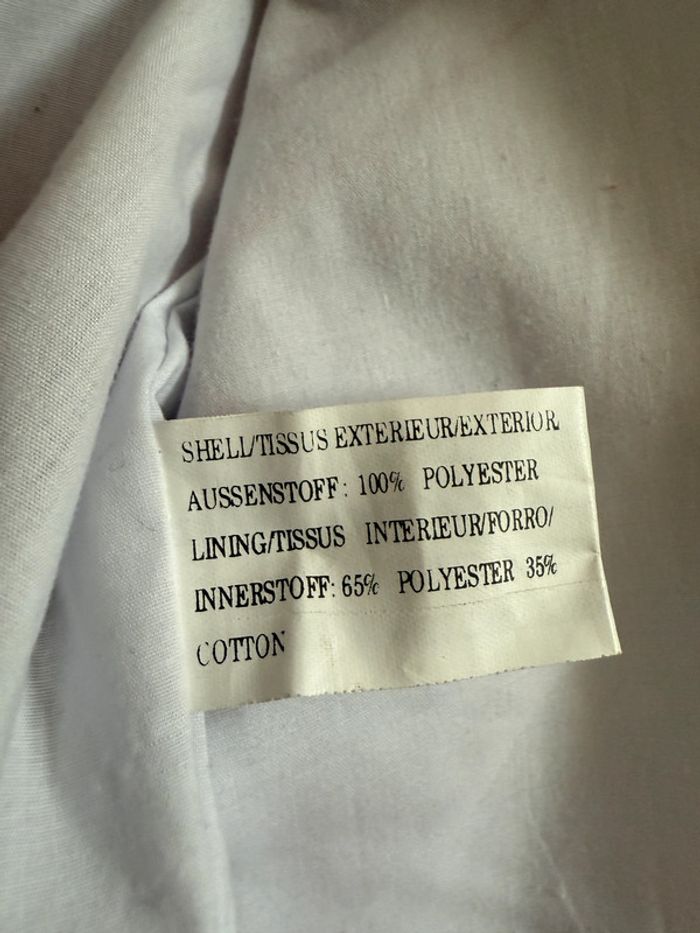 SHELL/TISSUS EXTERIEUR/EXTERIOR
AUSSENSTOFF: 100% POLYESTER
LINING/TISSUS INTERIEUR/FORRO/
INNERSTOFF: 65% POLYESTER 35%
COTTON